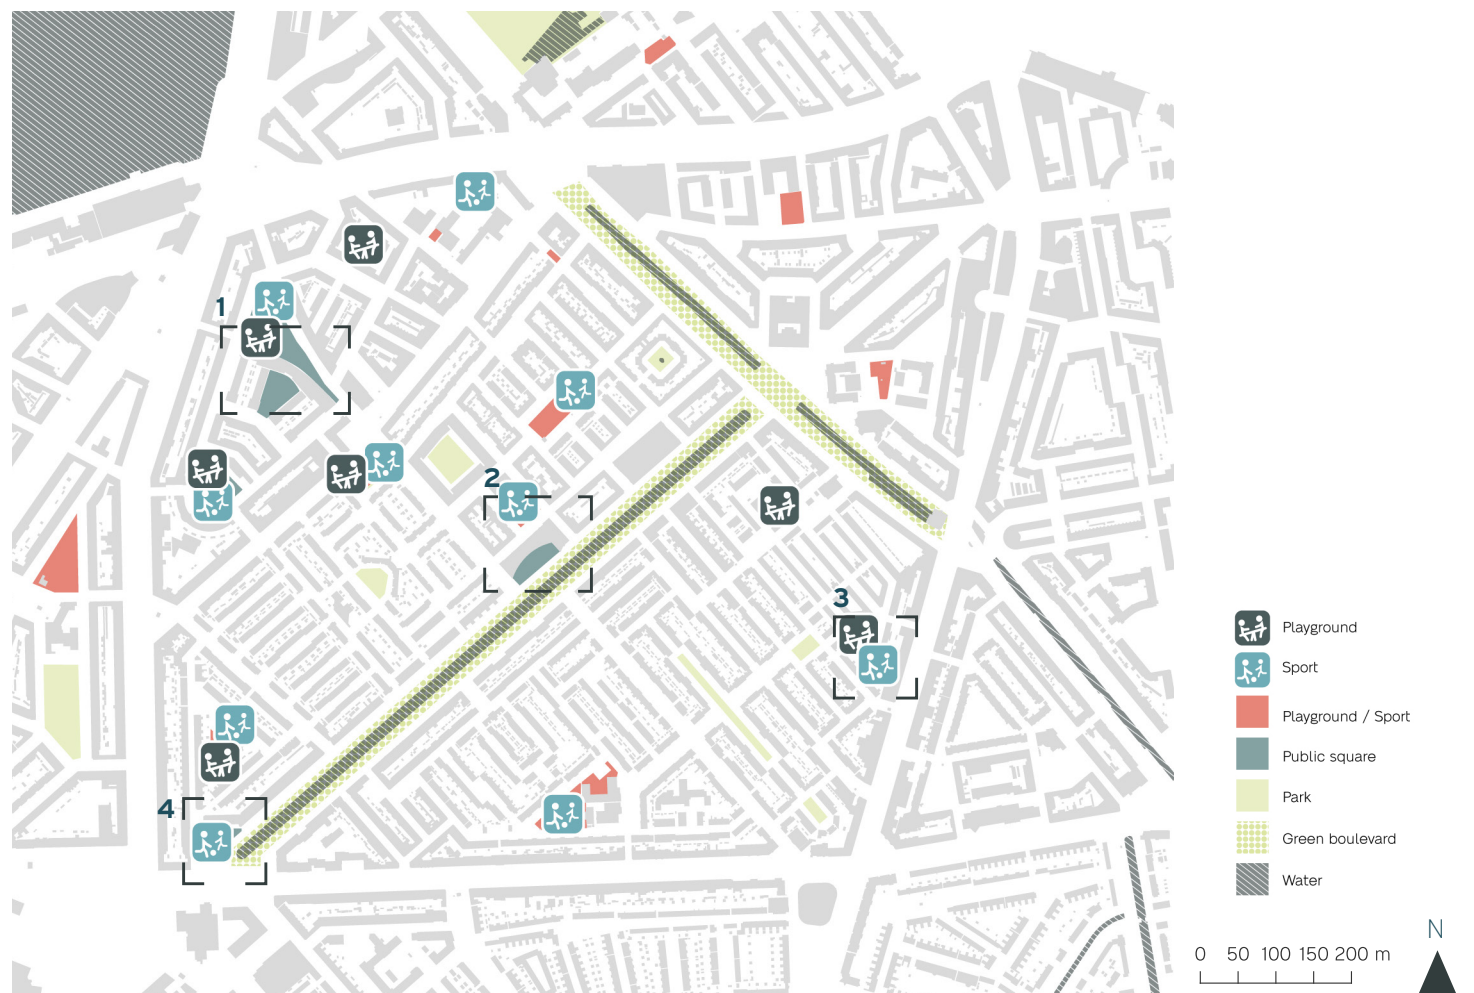 1
2
3
4
Playground
Sport
Playground / Sport
Public square
Park
Green boulevard
Water
N
0 50 100 150 200 m